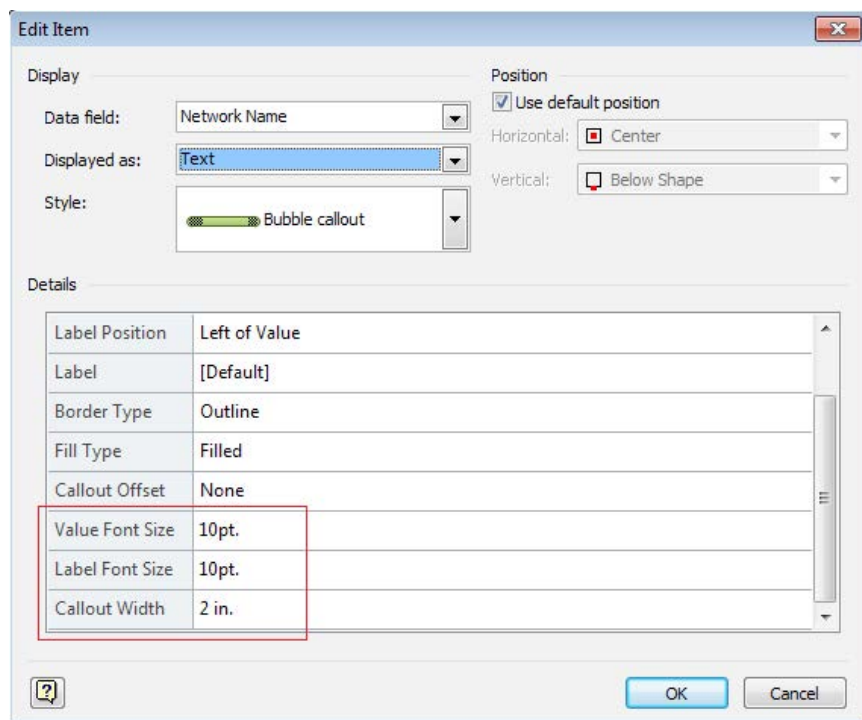 Edit Item
Display
Data field: Network Name
Displayed as: Text
Style: Bubble callout
Position
Use default position
Horizontal: Center
Vertical: Below Shape
Details
Label Position Left of Value
Label [Default]
Border Type Outline
Fill Type Filled
Callout Offset None
Value Font Size 10pt.
Label Font Size 10pt.
Callout Width 2 in.
? OK Cancel